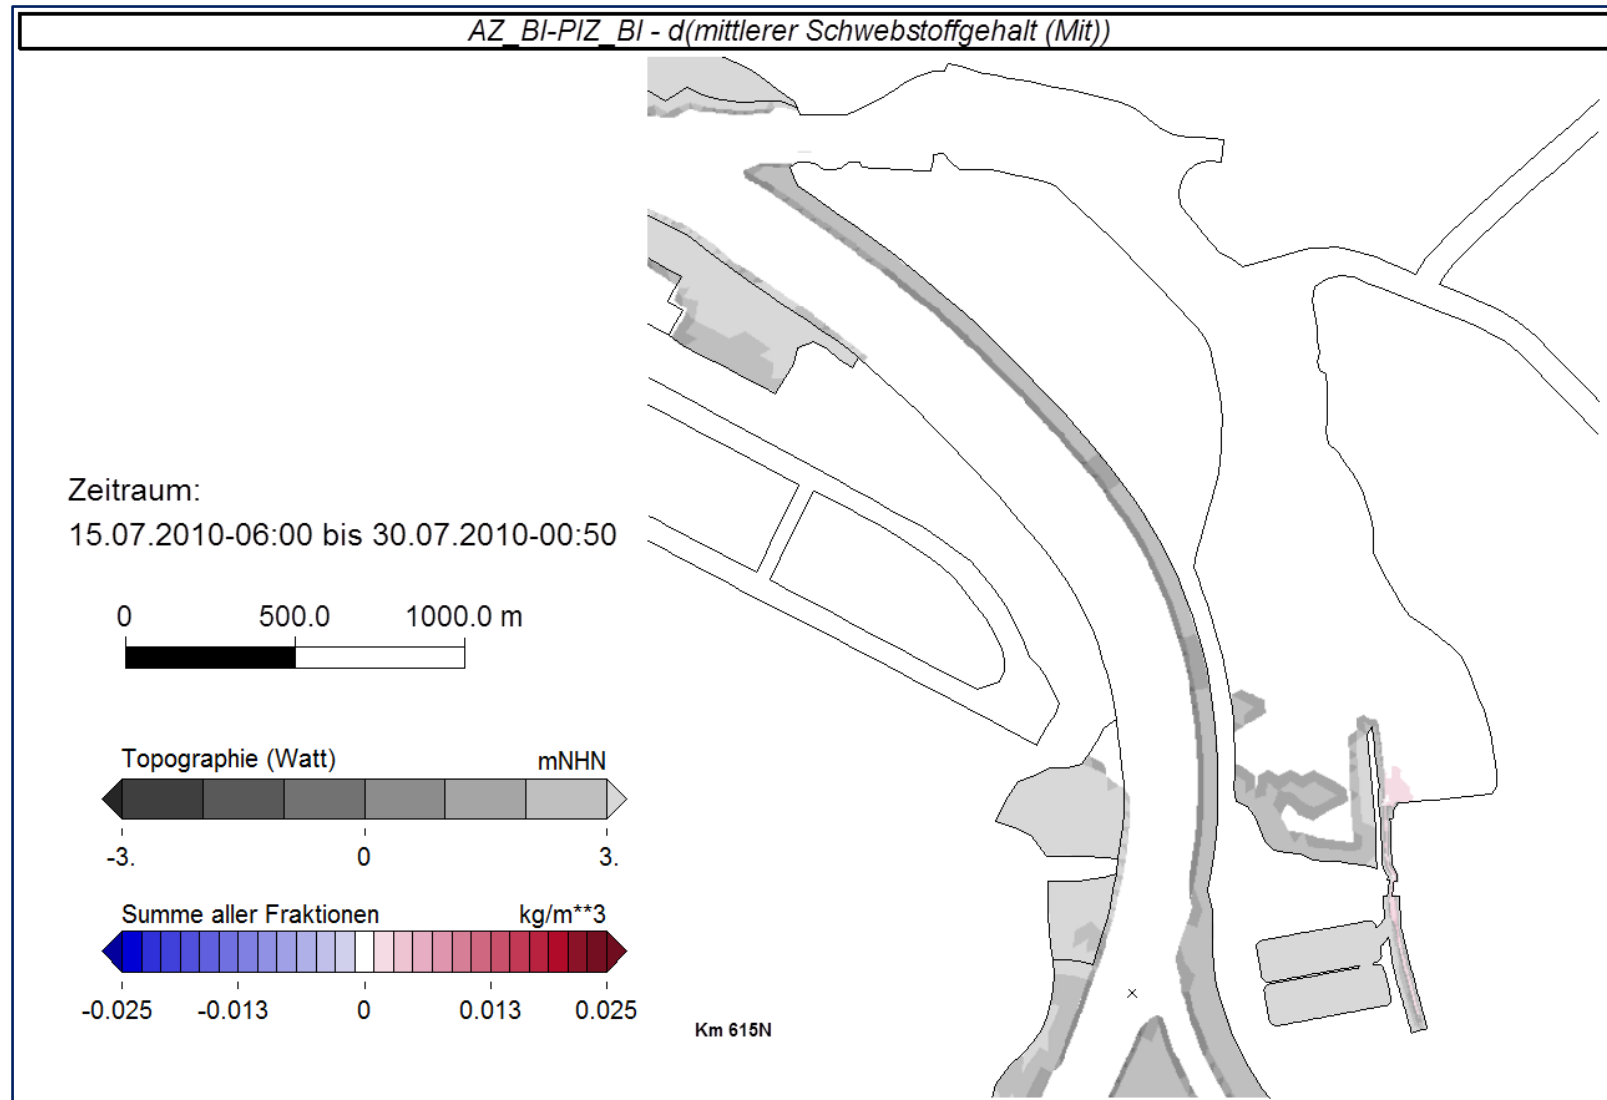 AZ_BI-PIZ_BI - d(mittlerer Schwebstoffgehalt (Mit))
Zeitraum:
15.07.2010-06:00 bis 30.07.2010-00:50
0 500.0 1000.0 m
Topographie (Watt) mNHN
-3. 0 3.
Summe aller Fraktionen kg/m**3
-0.025 -0.013 0 0.013 0.025
Km 615N